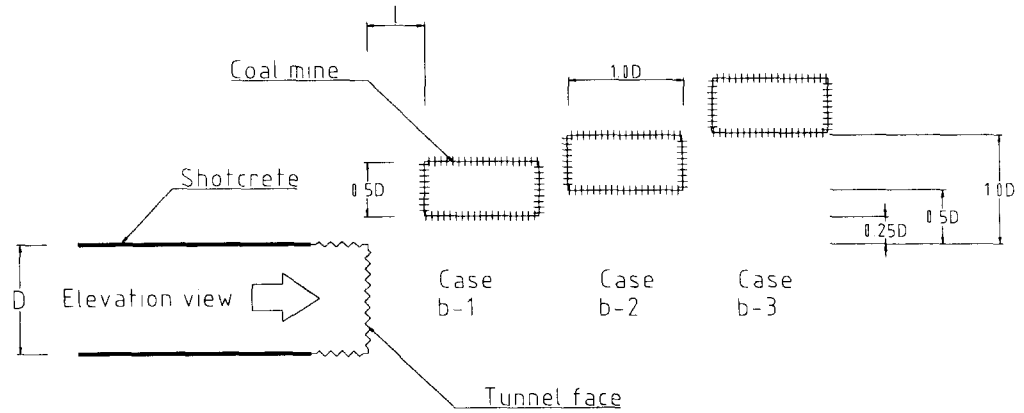 l
Coal mine
1.0D
Shotcrete
0.5D
1.0D
0.5D
0.25D
D
Elevation view
Case
b-1
Case
b-2
Case
b-3
Tunnel face